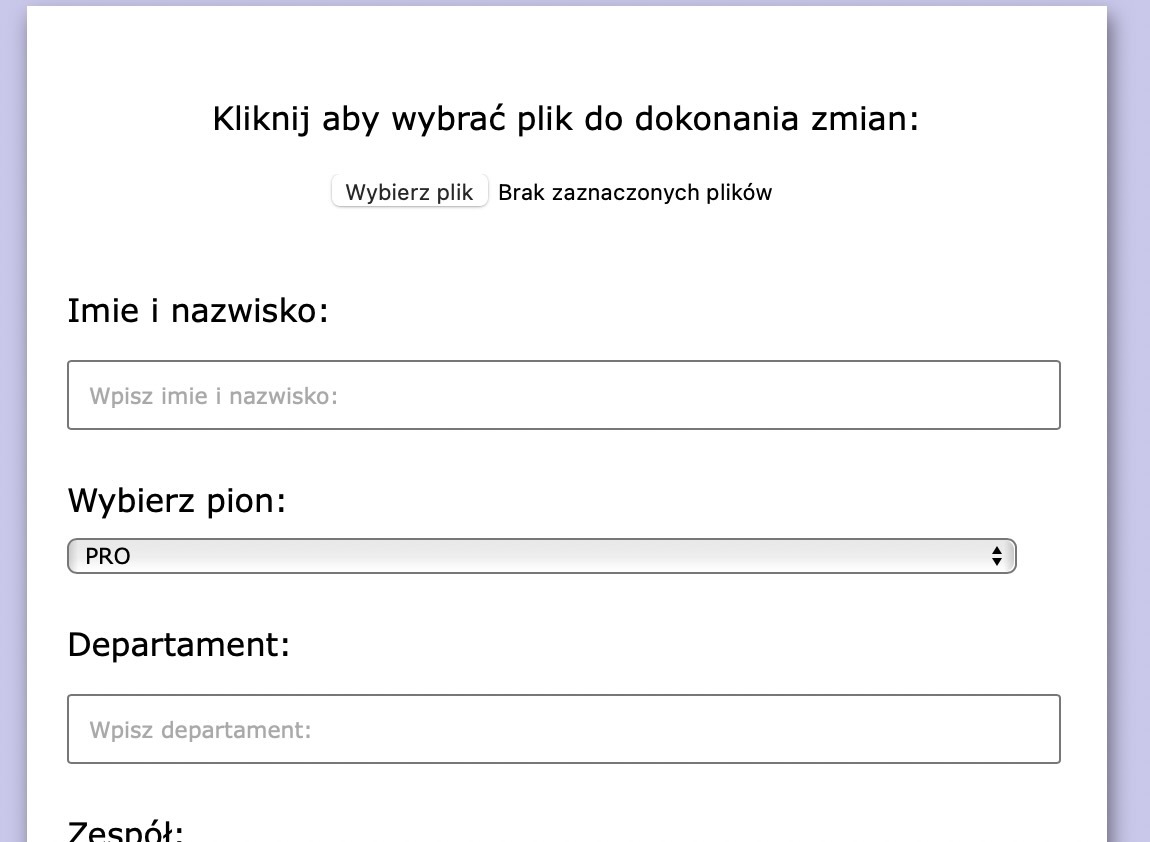 Kliknij aby wybrać plik do dokonania zmian:
Wybierz plik Brak zaznaczonych plików
Imie i nazwisko:
Wpisz imie i nazwisko:
Wybierz pion:
PRO
Departament:
Wpisz departament:
Zespół: